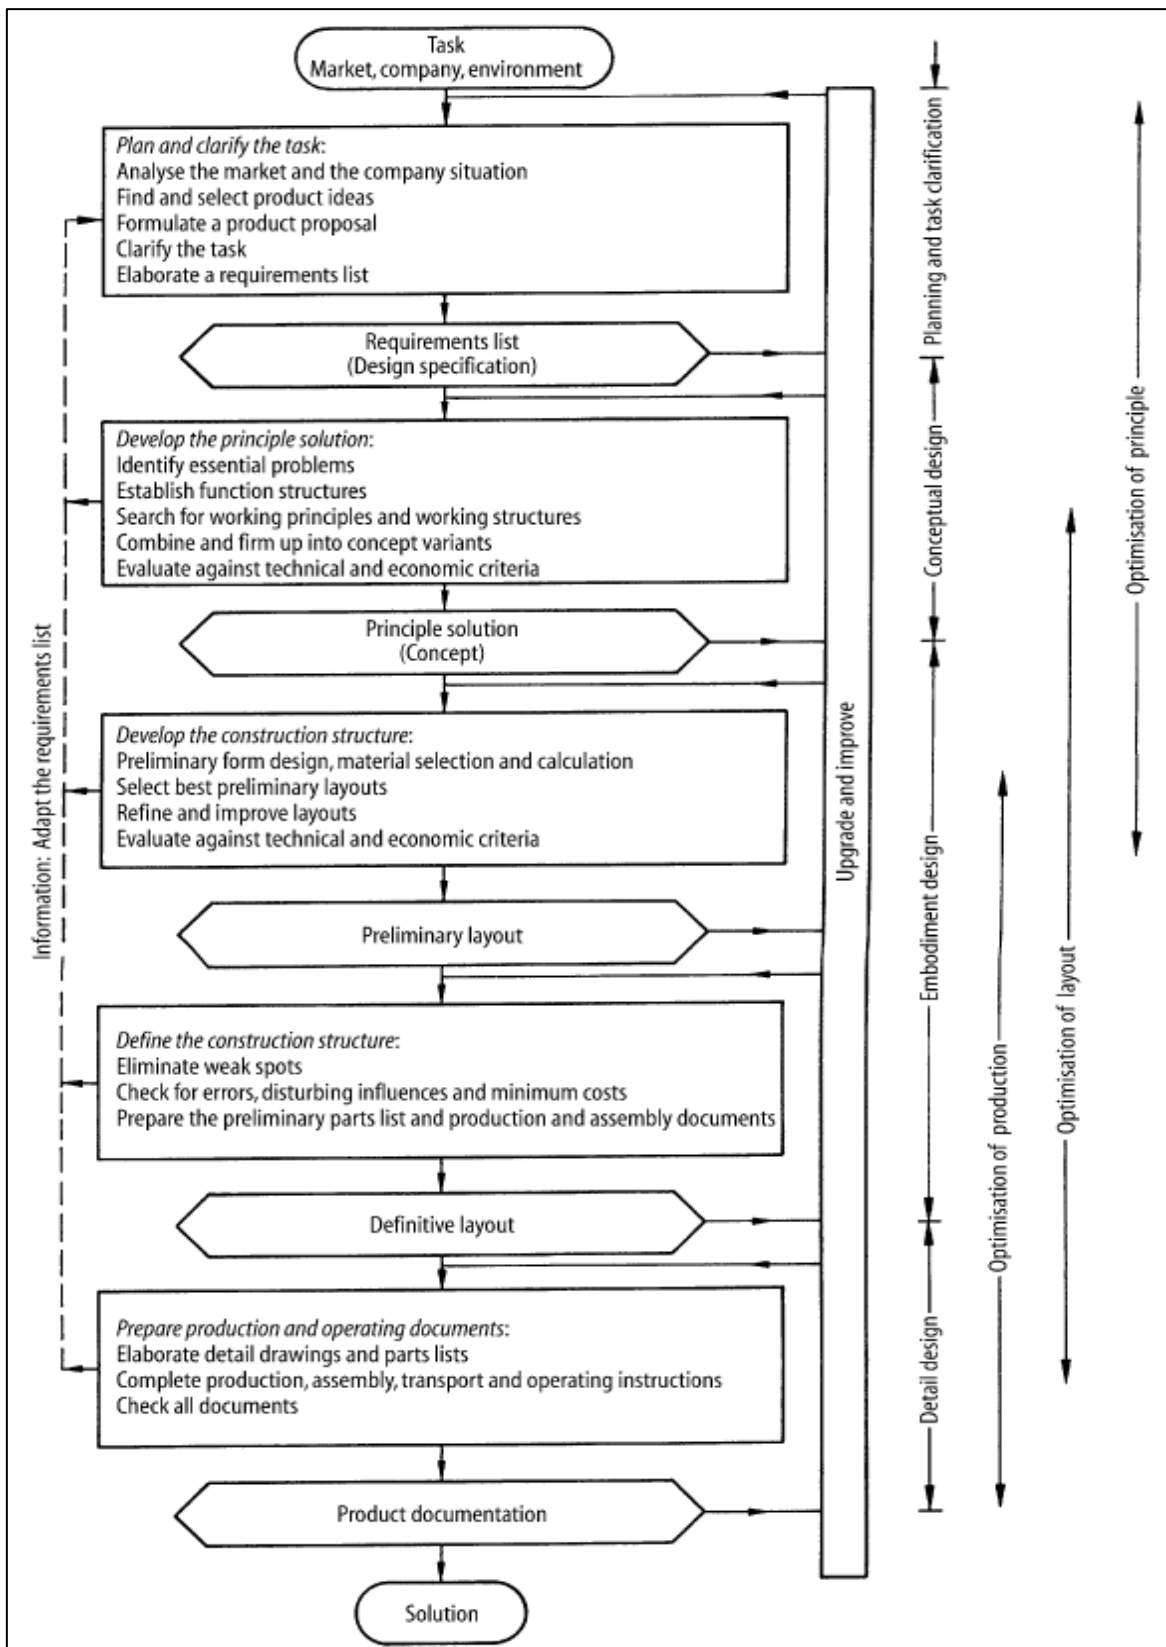 Task
Market, company, environment
Plan and clarify the task:
Analyse the market and the company situation
Find and select product ideas
Formulate a product proposal
Clarify the task
Elaborate a requirements list
Requirements list
(Design specification)
Develop the principle solution:
Identify essential problems
Establish function structures
Search for working principles and working structures
Combine and firm up into concept variants
Evaluate against technical and economic criteria
Principle solution
(Concept)
Develop the construction structure:
Preliminary form design, material selection and calculation
Select best preliminary layouts
Refine and improve layouts
Evaluate against technical and economic criteria
Preliminary layout
Define the construction structure:
Eliminate weak spots
Check for errors, disturbing influences and minimum costs
Prepare the preliminary parts list and production and assembly documents
Definitive layout
Prepare production and operating documents:
Elaborate detail drawings and parts lists
Complete production, assembly, transport and operating instructions
Check all documents
Product documentation
Solution
Information: Adapt the requirements list
Upgrade and improve
Planning and task clarification
Conceptual design
Embodiment design
Detail design
Optimisation of production
Optimisation of layout
Optimisation of principle